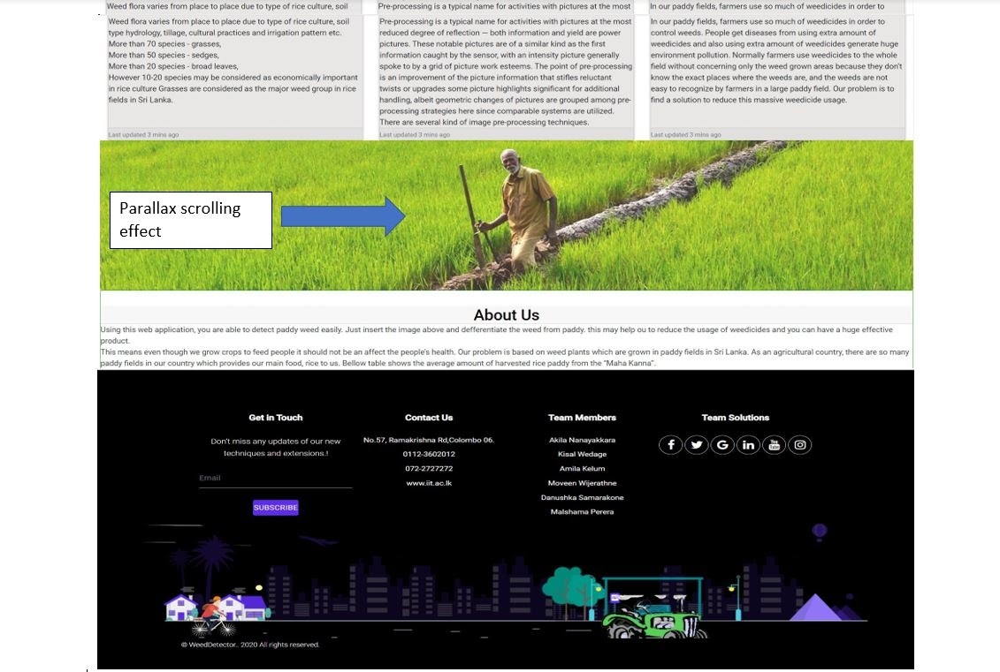 Weed flora varies from place to place due to type of rice culture, soil
Weed flora varies from place to place due to type of rice culture, soil
type hydrology, tillage, cultural practices and irrigation pattern etc.
More than 70 species - grasses,
More than 50 species - sedges,
More than 20 species - broad leaves,
However 10-20 species may be considered as economically important
in rice culture Grasses are considered as the major weed group in rice
fields in Sri Lanka.
Last updated 3 mins ago
Pre-processing is a typical name for activities with pictures at the most
Pre-processing is a typical name for activities with pictures at the most
reduced degree of reflection — both information and yield are power
pictures. These notable pictures are of a similar kind as the first
information caught by the sensor, with an intensity picture generally
spoke to by a grid of picture work esteems. The point of pre-processing
is an improvement of the picture information that stifles reluctant
twists or upgrades some picture highlights significant for additional
handling, albeit geometric changes of pictures are grouped among pre-
processing strategies here since comparable systems are utilized.
There are several kind of image pre-processing techniques.
Last updated 3 mins ago
In our paddy fields, farmers use so much of weedicides in order to
In our paddy fields, farmers use so much of weedicides in order to
control weeds. People get diseases from using extra amount of
weedicides and also using extra amount of weedicides generate huge
environment pollution. Normally farmers use weedicides to the whole
field without concerning only the weed grown areas because they don't
know the exact places where the weeds are, and the weeds are not
easy to recognize by farmers in a large paddy field. Our problem is to
find a solution to reduce this massive weedicide usage.
Last updated 3 mins ago
Parallax scrolling
effect
About Us
Using this web application, you are able to detect paddy weed easily. Just insert the image above and defferentiate the weed from paddy. this may help ou to reduce the usage of weedicides and you can have a huge effective
product.
This means even though we grow crops to feed people it should not be an affect the people's health. Our problem is based on weed plants which are grown in paddy fields in Sri Lanka. As an agricultural country, there are so many
paddy fields in our country which provides our main food, rice to us. Bellow table shows the average amount of harvested rice paddy from the "Maha Kanna".
Get in Touch
Don't miss any updates of our new
techniques and extensions.!
Email
SUBSCRIBE
Contact Us
No.57, Ramakrishna Rd,Colombo 06.
0112-3602012
072-2727272
www.iit.ac.lk
Team Members
Akila Nanayakkara
Kisal Wedage
Amila Kelum
Moveen Wijerathne
Danushka Samarakone
Malshama Perera
Team Solutions
You Tube
© WeedDetector.. 2020 All rights reserved.